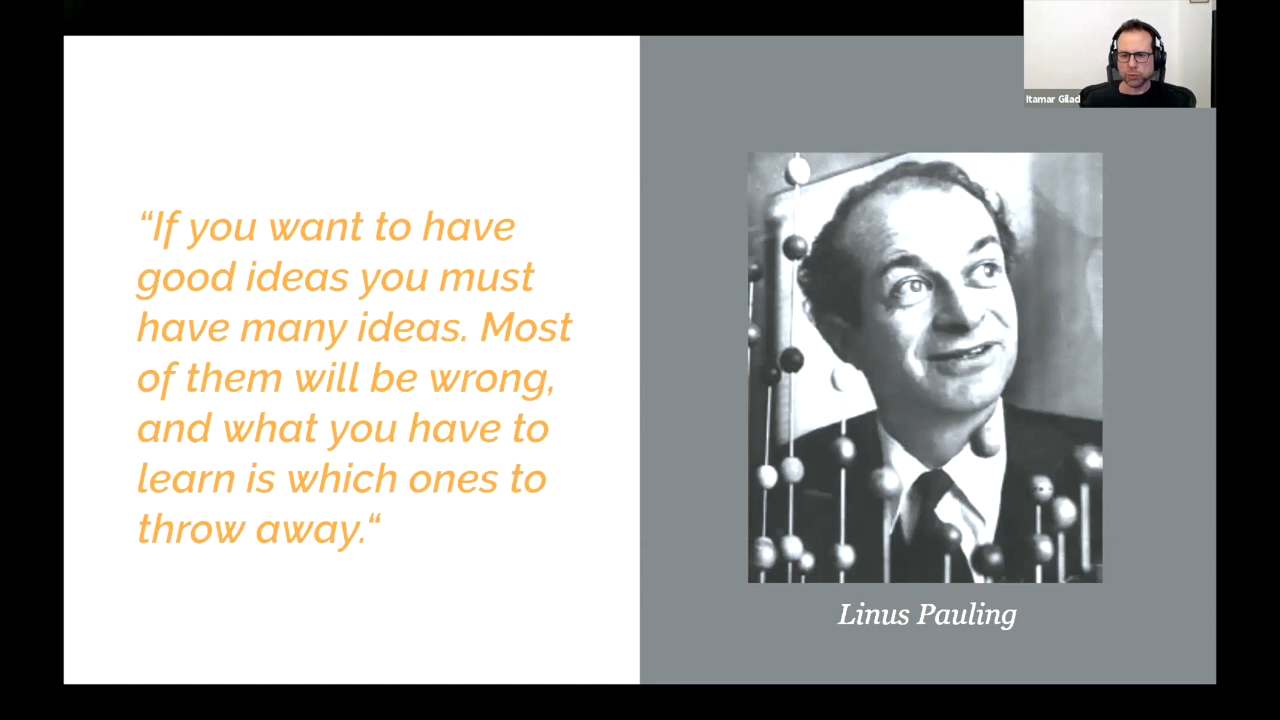 Itamar Gilad
“If you want to have
good ideas you must
have many ideas. Most
of them will be wrong,
and what you have to
learn is which ones to
throw away.“
Linus Pauling